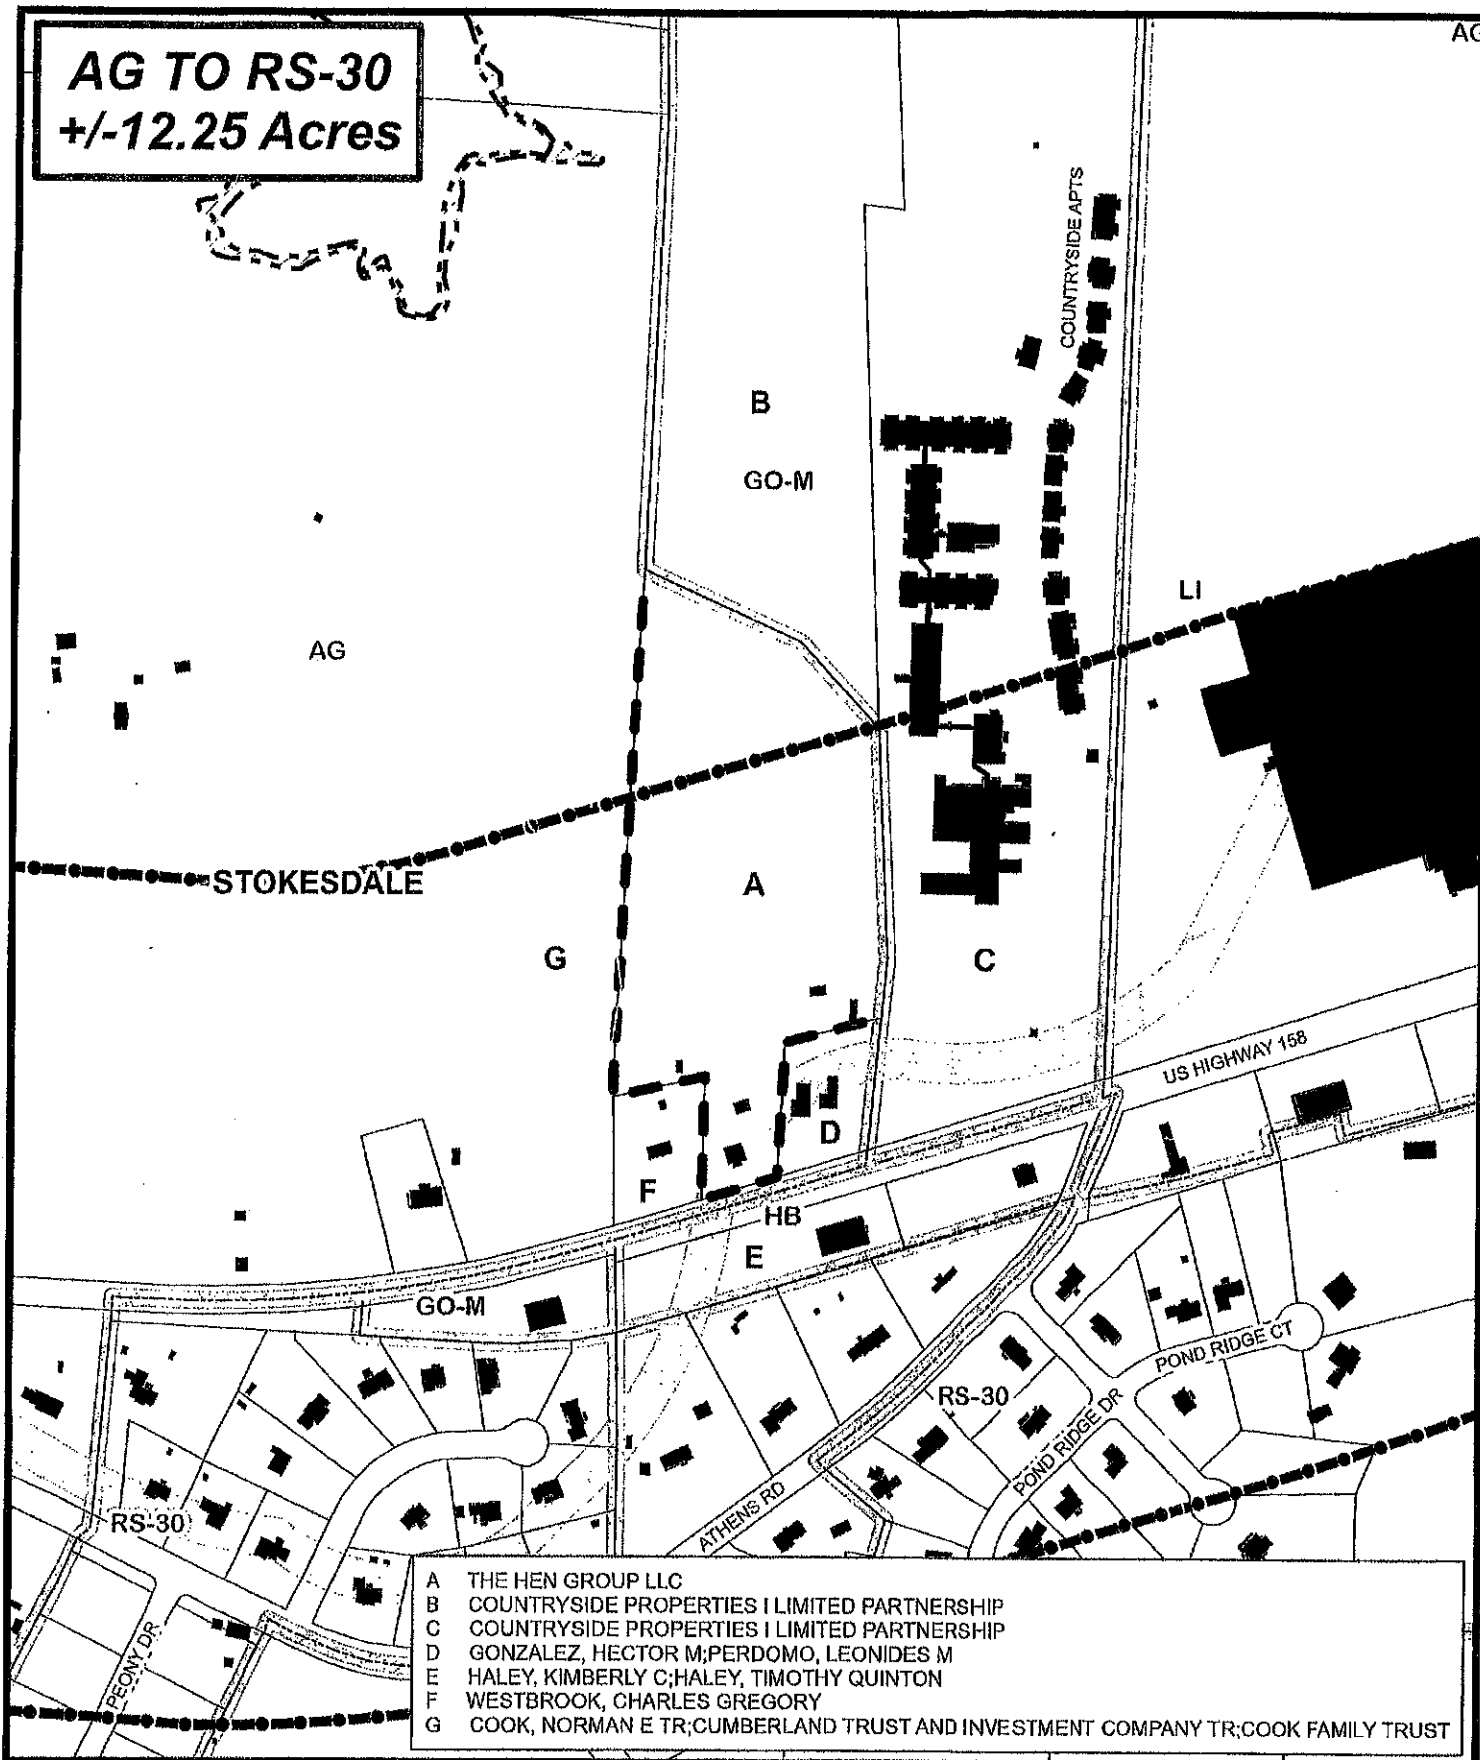 AG TO RS-30
+/-12.25 Acres
COUNTRYSIDE APTS
B
GO-M
LI
AG
STOKESDALE
A
G
C
US HIGHWAY 158
D
F
HB
E
GO-M
POND RIDGE CT
RS-30
POND RIDGE DR
ATHENS RD
RS-30
PEONY DR
A THE HEN GROUP LLC
B COUNTRYSIDE PROPERTIES I LIMITED PARTNERSHIP
C COUNTRYSIDE PROPERTIES I LIMITED PARTNERSHIP
D GONZALEZ, HECTOR M;PERDOMO, LEONIDES M
E HALEY, KIMBERLY C;HALEY, TIMOTHY QUINTON
F WESTBROOK, CHARLES GREGORY
G COOK, NORMAN E TR;CUMBERLAND TRUST AND INVESTMENT COMPANY TR;COOK FAMILY TRUST